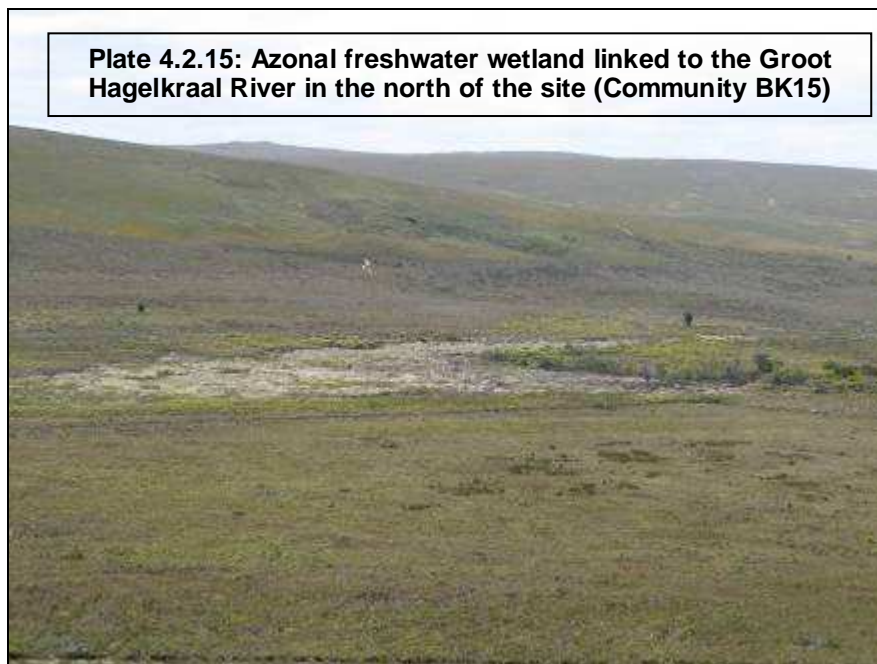 Plate 4.2.15: Azonal freshwater wetland linked to the Groot
Hagelkraal River in the north of the site (Community BK15)